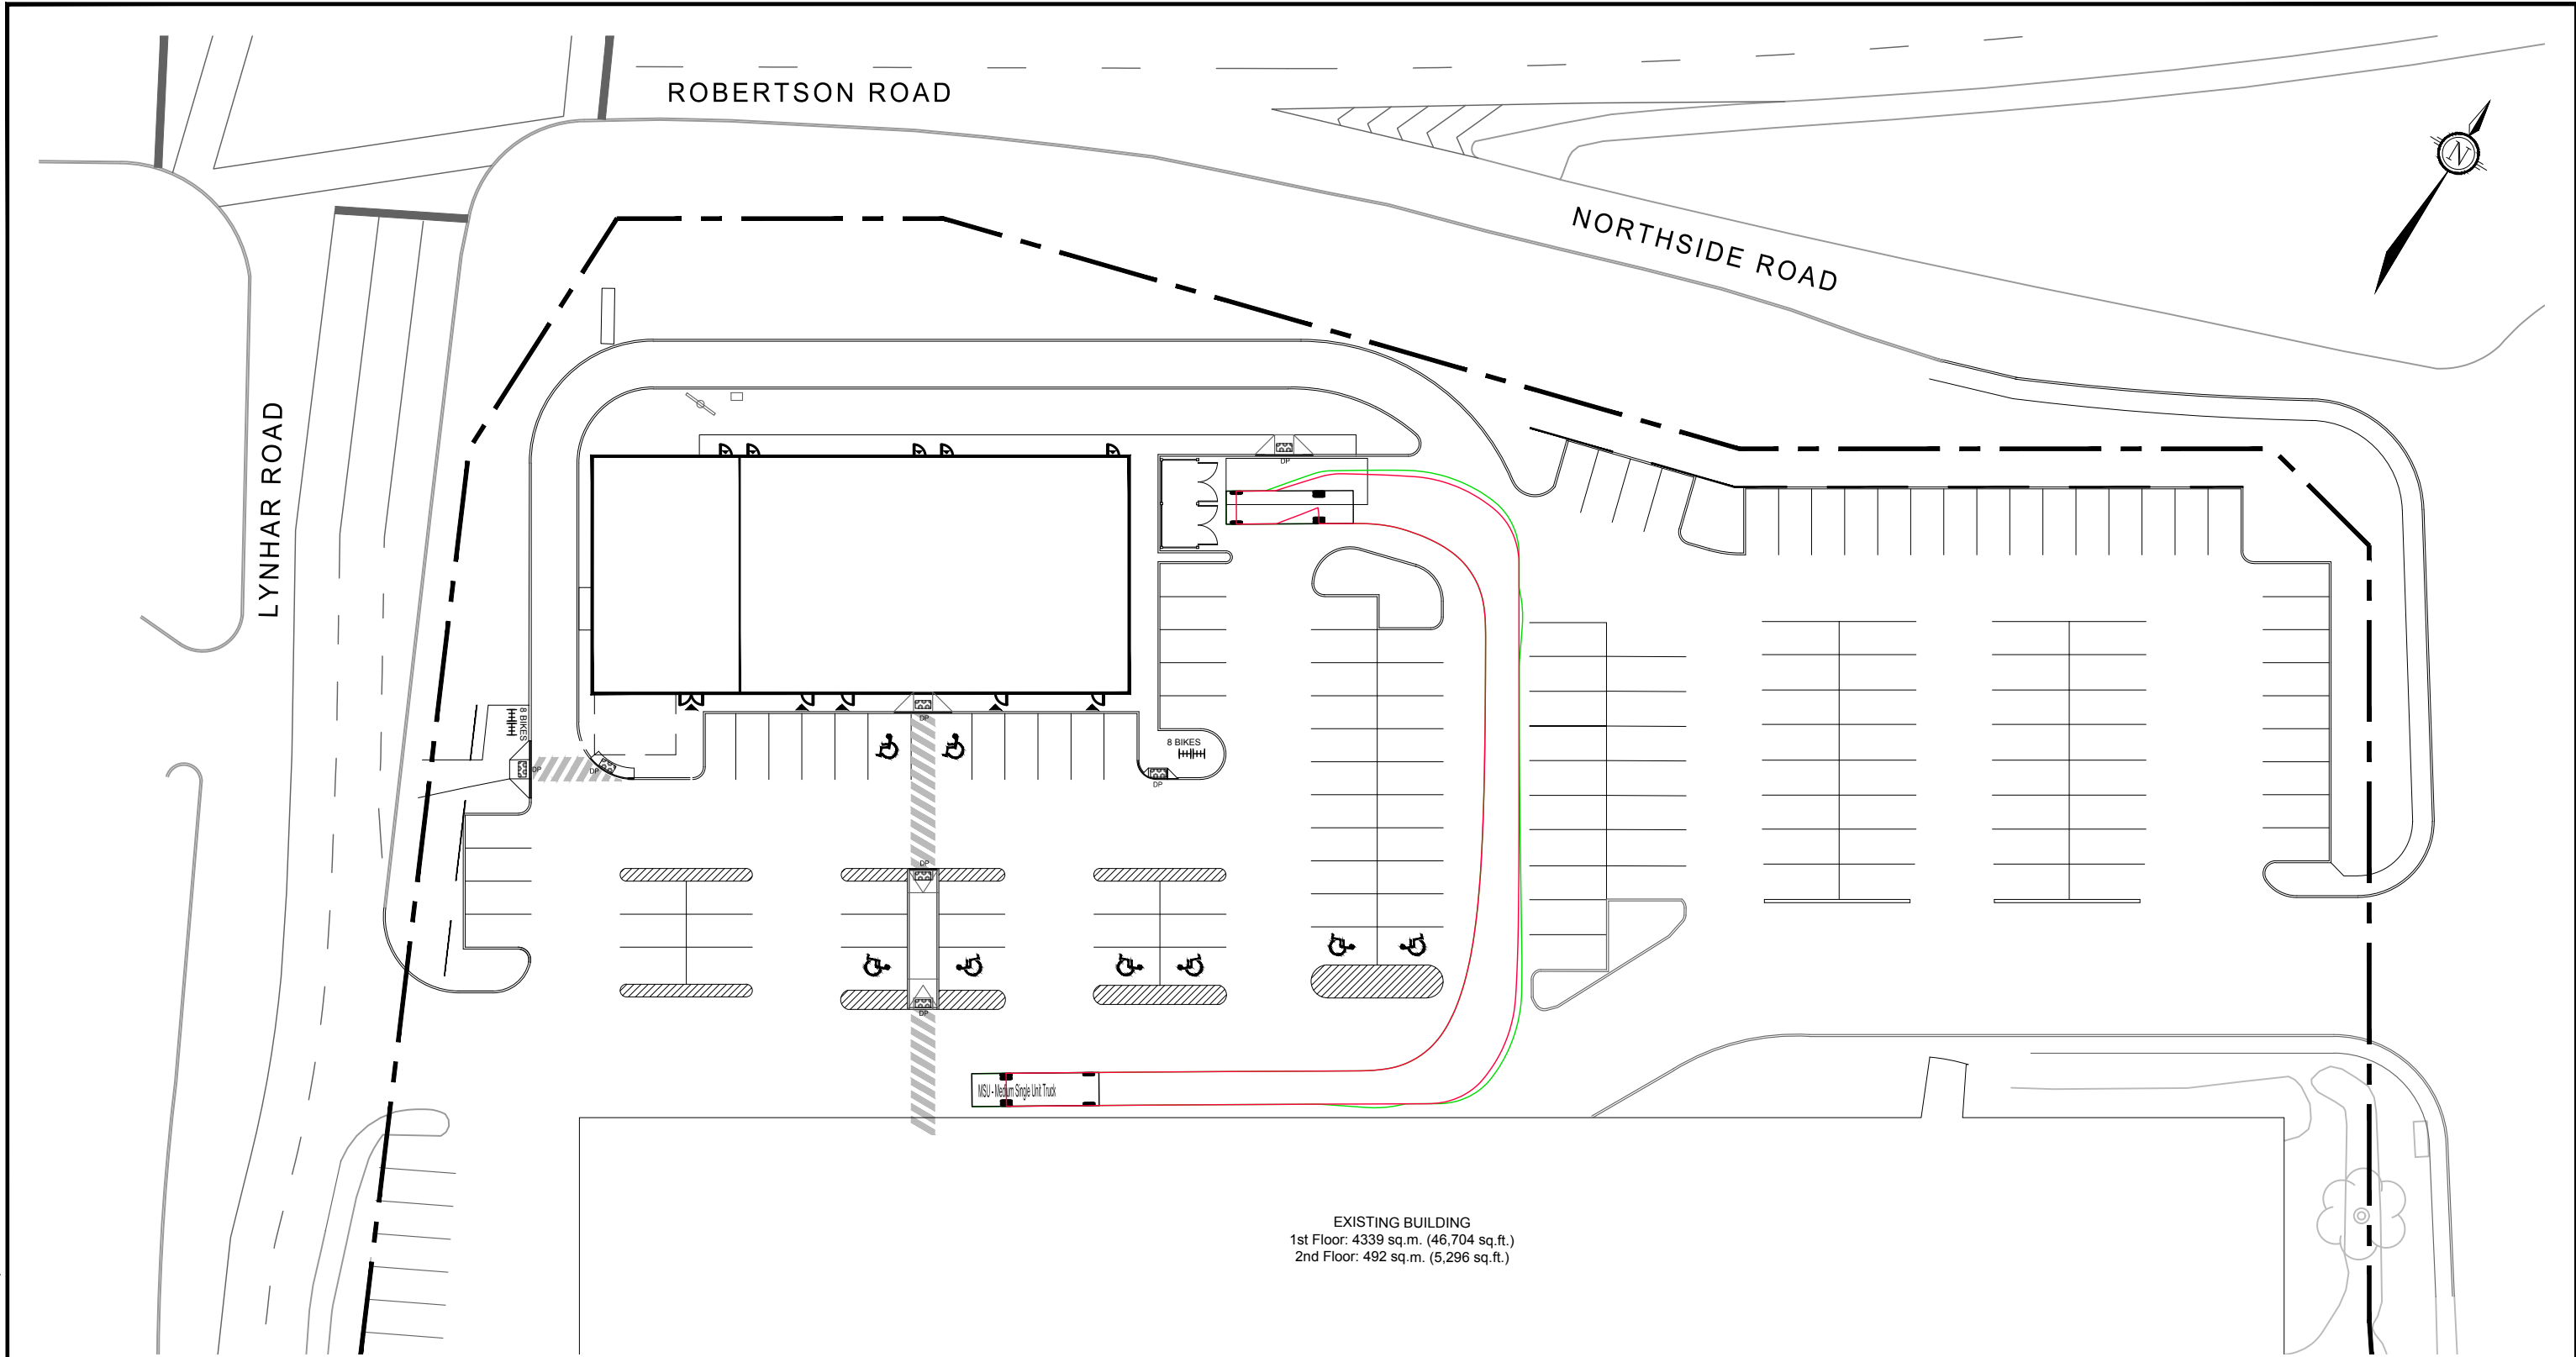 ROBERTSON ROAD
N
NORTHSIDE ROAD
LYNHAR ROAD
DP
8 BIKES
DP
8 BIKES
DP
DP
DP
DP
DP
MSU - Medium Single Unit Truck
EXISTING BUILDING
1st Floor: 4339 sq.m. (46,704 sq.ft.)
2nd Floor: 492 sq.m. (5,296 sq.ft.)